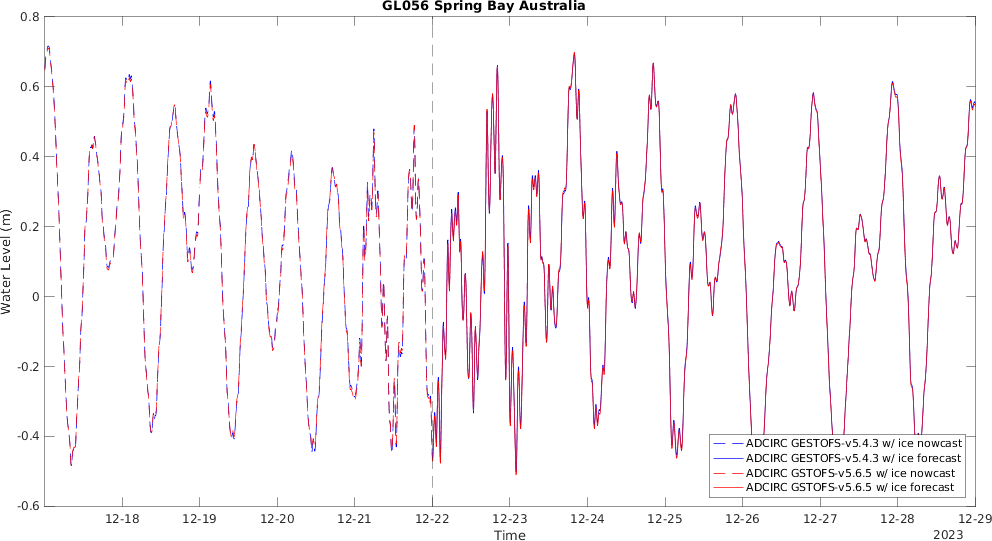 GL056 Spring Bay Australia
0.8
0.6
0.4
0.2
0
-0.2
-0.4
-0.6
Water Level (m)
ADCIRC GESTOFS-v5.4.3 w/ ice nowcast
ADCIRC GESTOFS-v5.4.3 w/ ice forecast
ADCIRC GSTOFS-v5.6.5 w/ ice nowcast
ADCIRC GSTOFS-v5.6.5 w/ ice forecast
12-18 12-19 12-20 12-21 12-22 12-23 12-24 12-25 12-26 12-27 12-28 12-29
Time
2023